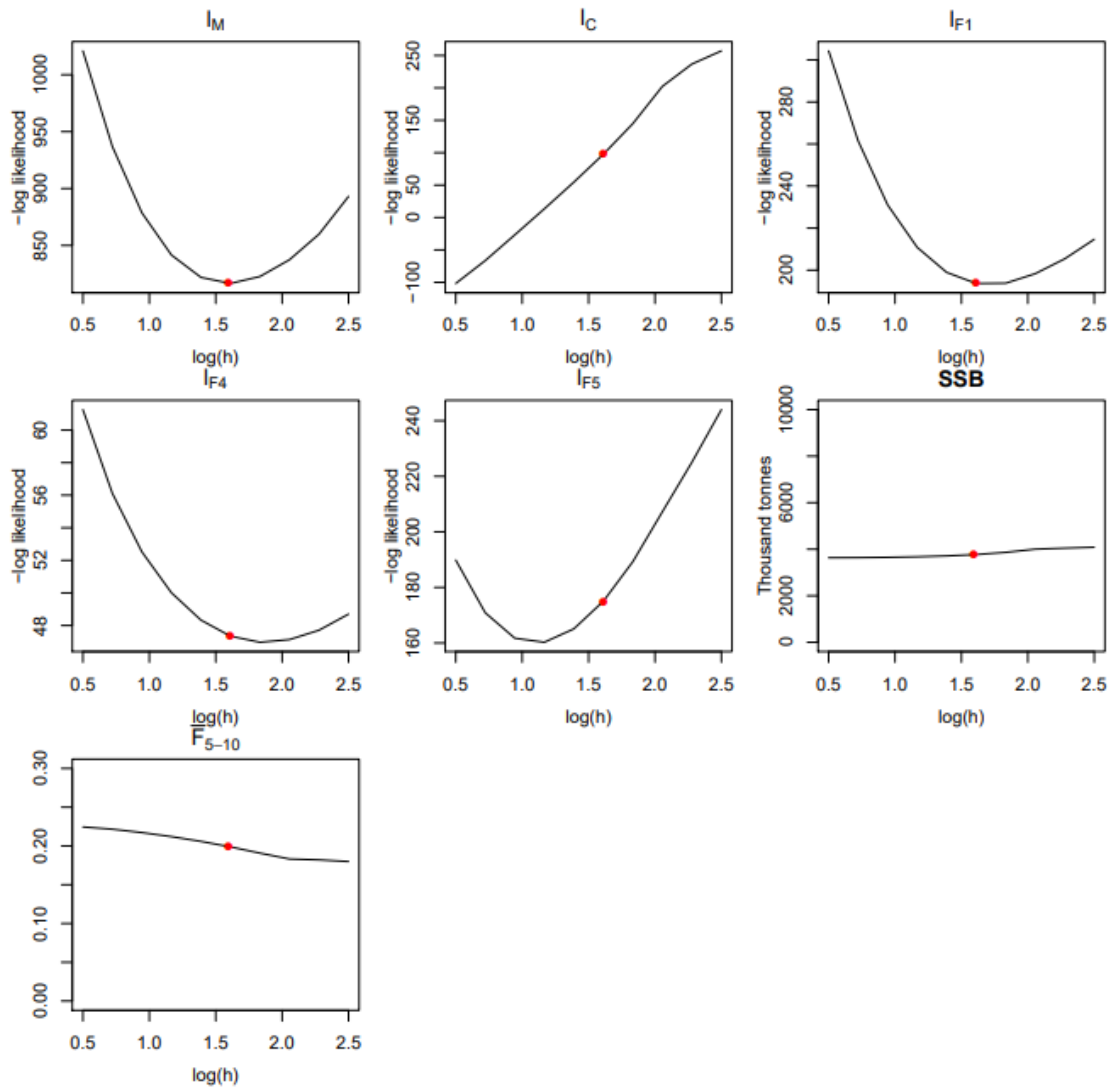 l_M
−log likelihood
1000
950
900
850
0.5 1.0 1.5 2.0 2.5
log(h)
l_C
−log likelihood
250
150
50
0
−100
0.5 1.0 1.5 2.0 2.5
log(h)
l_F1
−log likelihood
280
240
200
0.5 1.0 1.5 2.0 2.5
log(h)
l_F4
−log likelihood
60
56
52
48
0.5 1.0 1.5 2.0 2.5
log(h)
l_F5
−log likelihood
240
220
200
180
160
0.5 1.0 1.5 2.0 2.5
log(h)
SSB
Thousand tonnes
10000
6000
2000
0
0.5 1.0 1.5 2.0 2.5
log(h)
F̅_5−10
0.30
0.20
0.10
0.00
0.5 1.0 1.5 2.0 2.5
log(h)